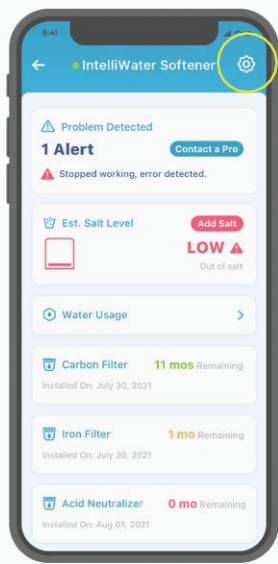 9:41
IntelliWater Softener
Problem Detected
1 Alert
Contact a Pro
Stopped working, error detected.
Est. Salt Level
Add Salt
LOW
Out of salt
Water Usage
Carbon Filter 11 mos Remaining
Installed On: July 30, 2021
Iron Filter 1 mo Remaining
Installed On: July 30, 2021
Acid Neutralizer 0 mo Remaining
Installed On: Aug 01, 2021